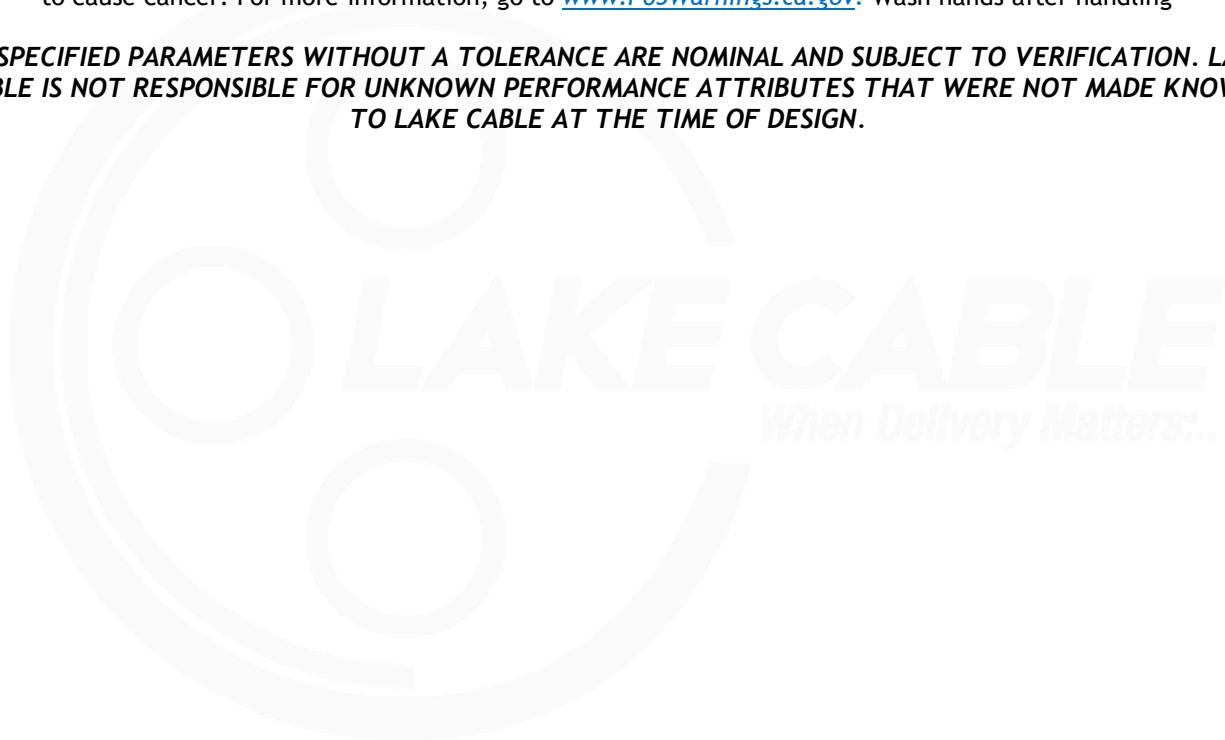 to cause cancer. For more information, go to www.P65Warnings.ca.gov. Wash hands after handling
SPECIFIED PARAMETERS WITHOUT A TOLERANCE ARE NOMINAL AND SUBJECT TO VERIFICATION. LA
BLE IS NOT RESPONSIBLE FOR UNKNOWN PERFORMANCE ATTRIBUTES THAT WERE NOT MADE KNOW
TO LAKE CABLE AT THE TIME OF DESIGN.
LAKE CABLE
When Delivery Matters...